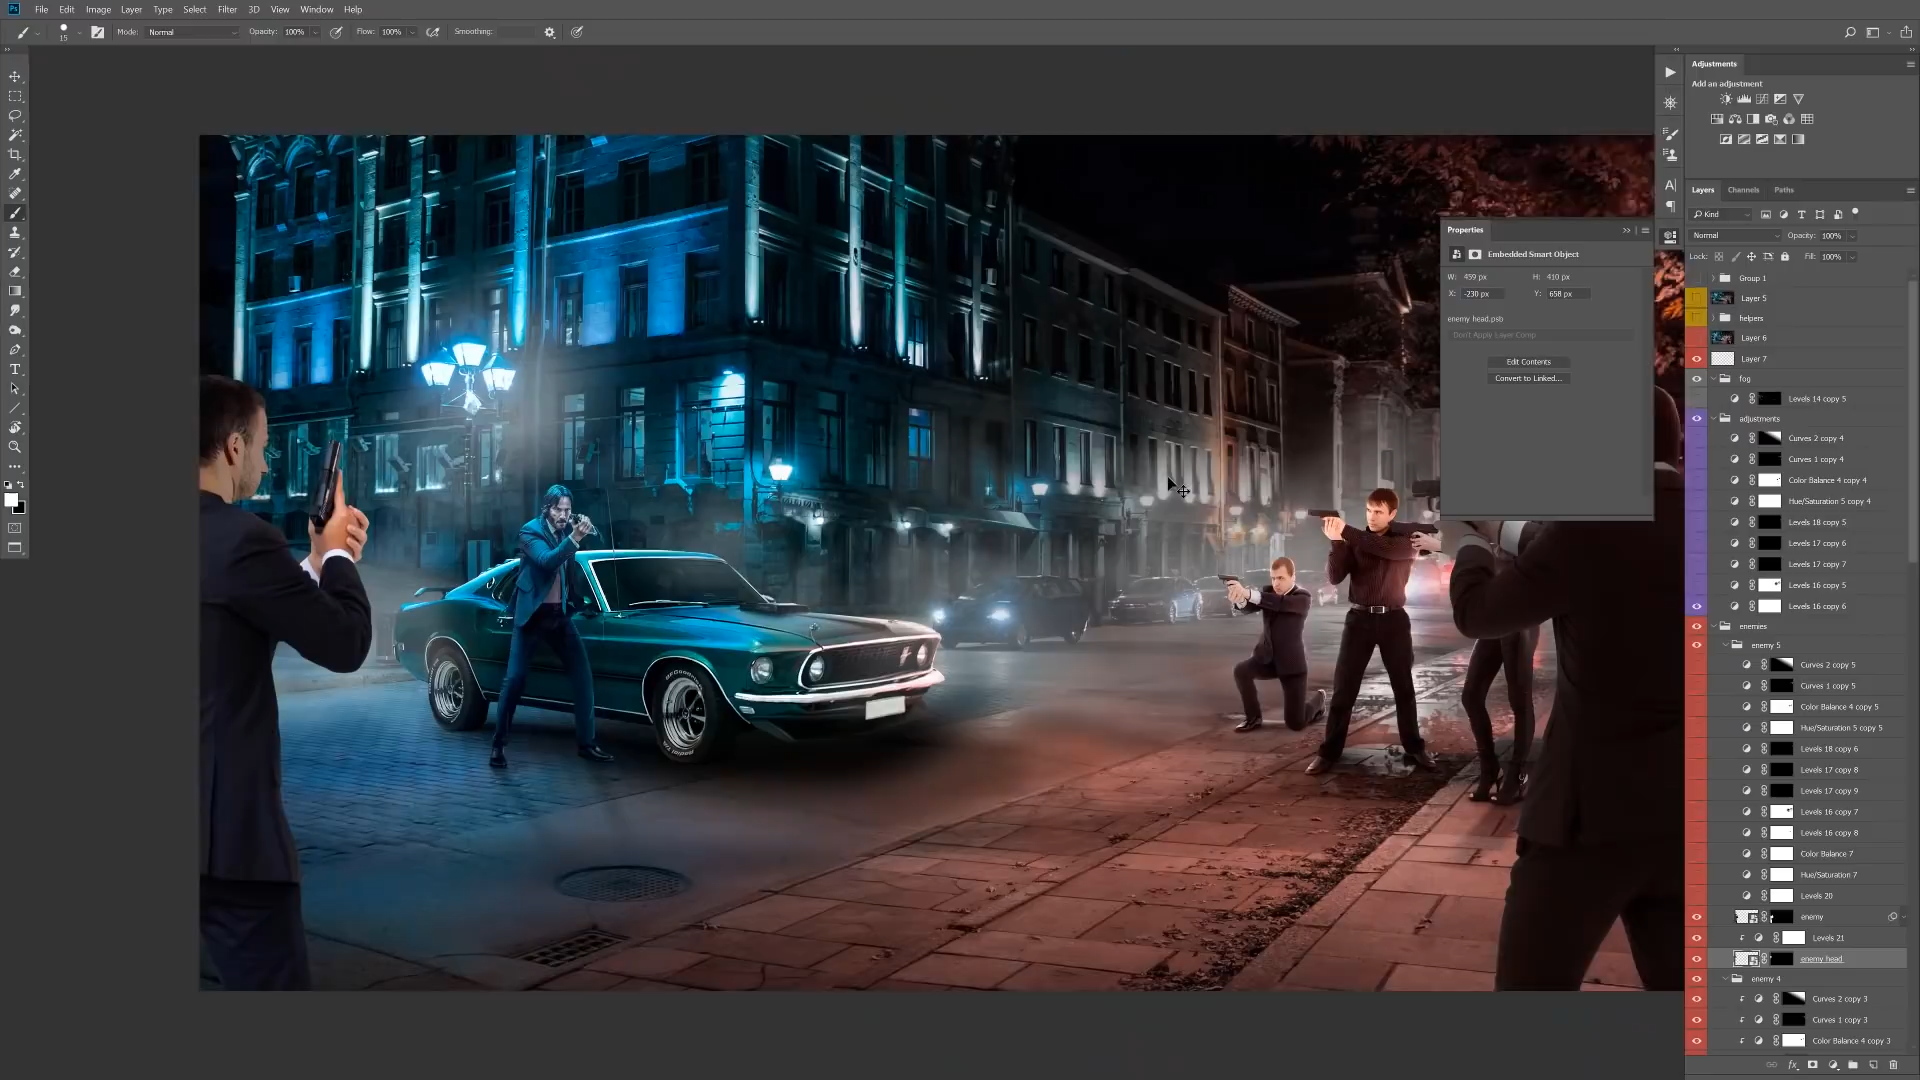 Ps File Edit Image Layer Type Select Filter 3D View Window Help
15 Mode: Normal Opacity: 100% Flow: 100% Smoothing:
Adjustments
Add an adjustment
Layers Channels Paths
Kind
Normal Opacity: 100%
Lock: Fill: 100%
Properties
Embedded Smart Object
W: 459 px H: 410 px
X: -230 px Y: 658 px
enemy head.psb
Don't Apply Layer Comp
Edit Contents
Convert to Linked...
Group 1
Layer 5
helpers
Layer 6
Layer 7
fog
Levels 14 copy 5
adjustments
Curves 2 copy 4
Curves 1 copy 4
Color Balance 4 copy 4
Hue/Saturation 5 copy 4
Levels 18 copy 5
Levels 17 copy 6
Levels 17 copy 7
Levels 16 copy 5
Levels 16 copy 6
enemies
enemy 5
Curves 2 copy 5
Curves 1 copy 5
Color Balance 4 copy 5
Hue/Saturation 5 copy 5
Levels 18 copy 6
Levels 17 copy 8
Levels 17 copy 9
Levels 16 copy 7
Levels 16 copy 8
Color Balance 7
Hue/Saturation 7
Levels 20
enemy
Levels 21
enemy head
enemy 4
Curves 2 copy 3
Curves 1 copy 3
Color Balance 4 copy 3